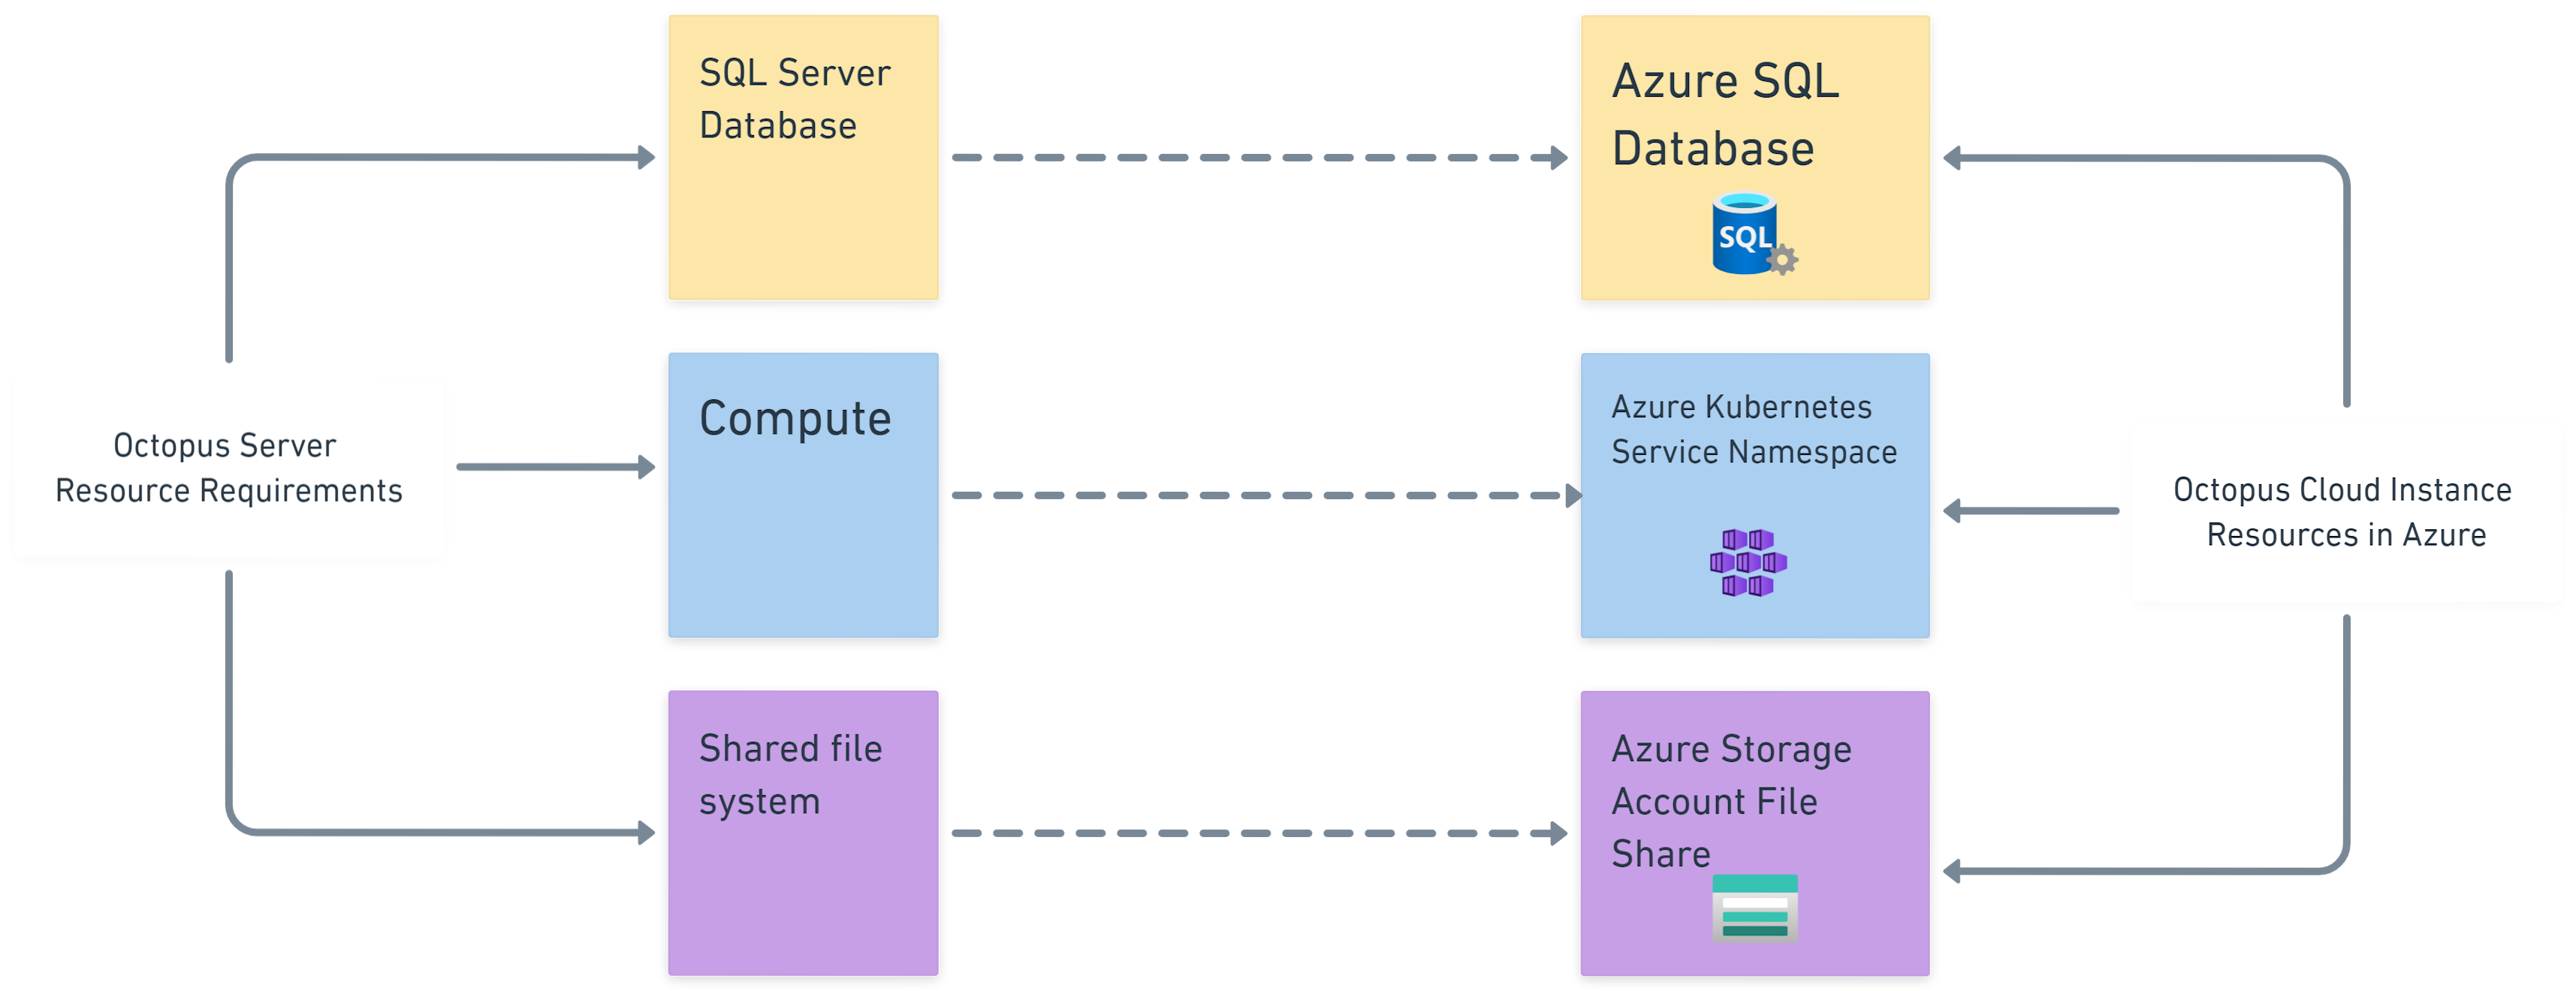 Octopus Server
Resource Requirements
SQL Server
Database
Compute
Shared file
system
Azure SQL
Database
SQL
Azure Kubernetes
Service Namespace
Azure Storage
Account File
Share
Octopus Cloud Instance
Resources in Azure